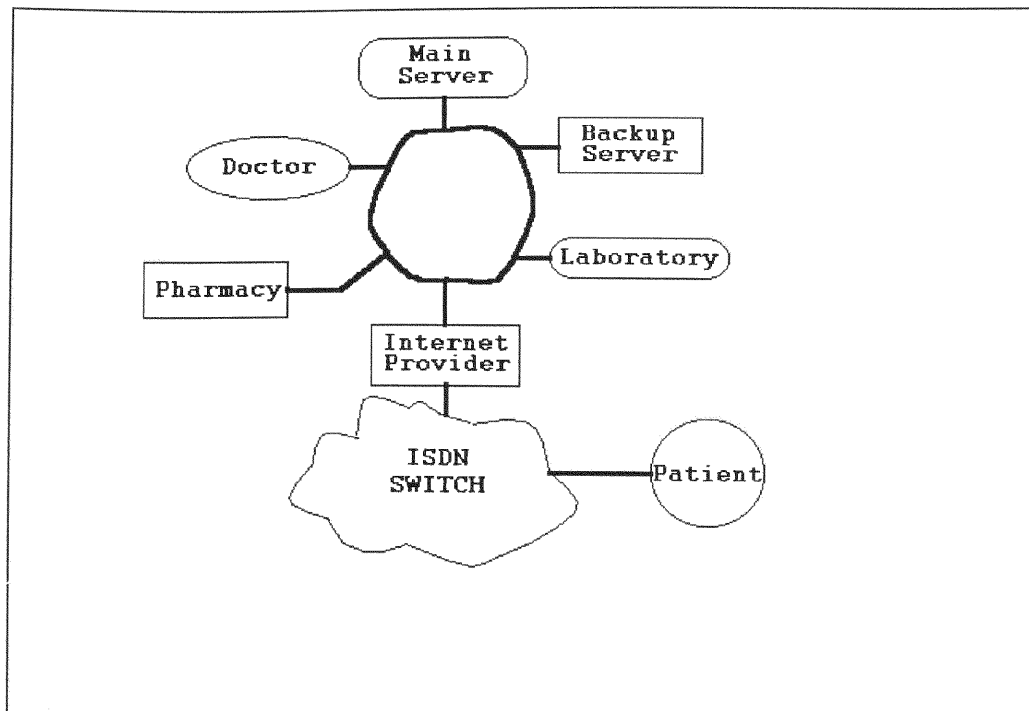 Main
Server
Backup
Server
Doctor
Laboratory
Pharmacy
Internet
Provider
ISDN
SWITCH
Patient